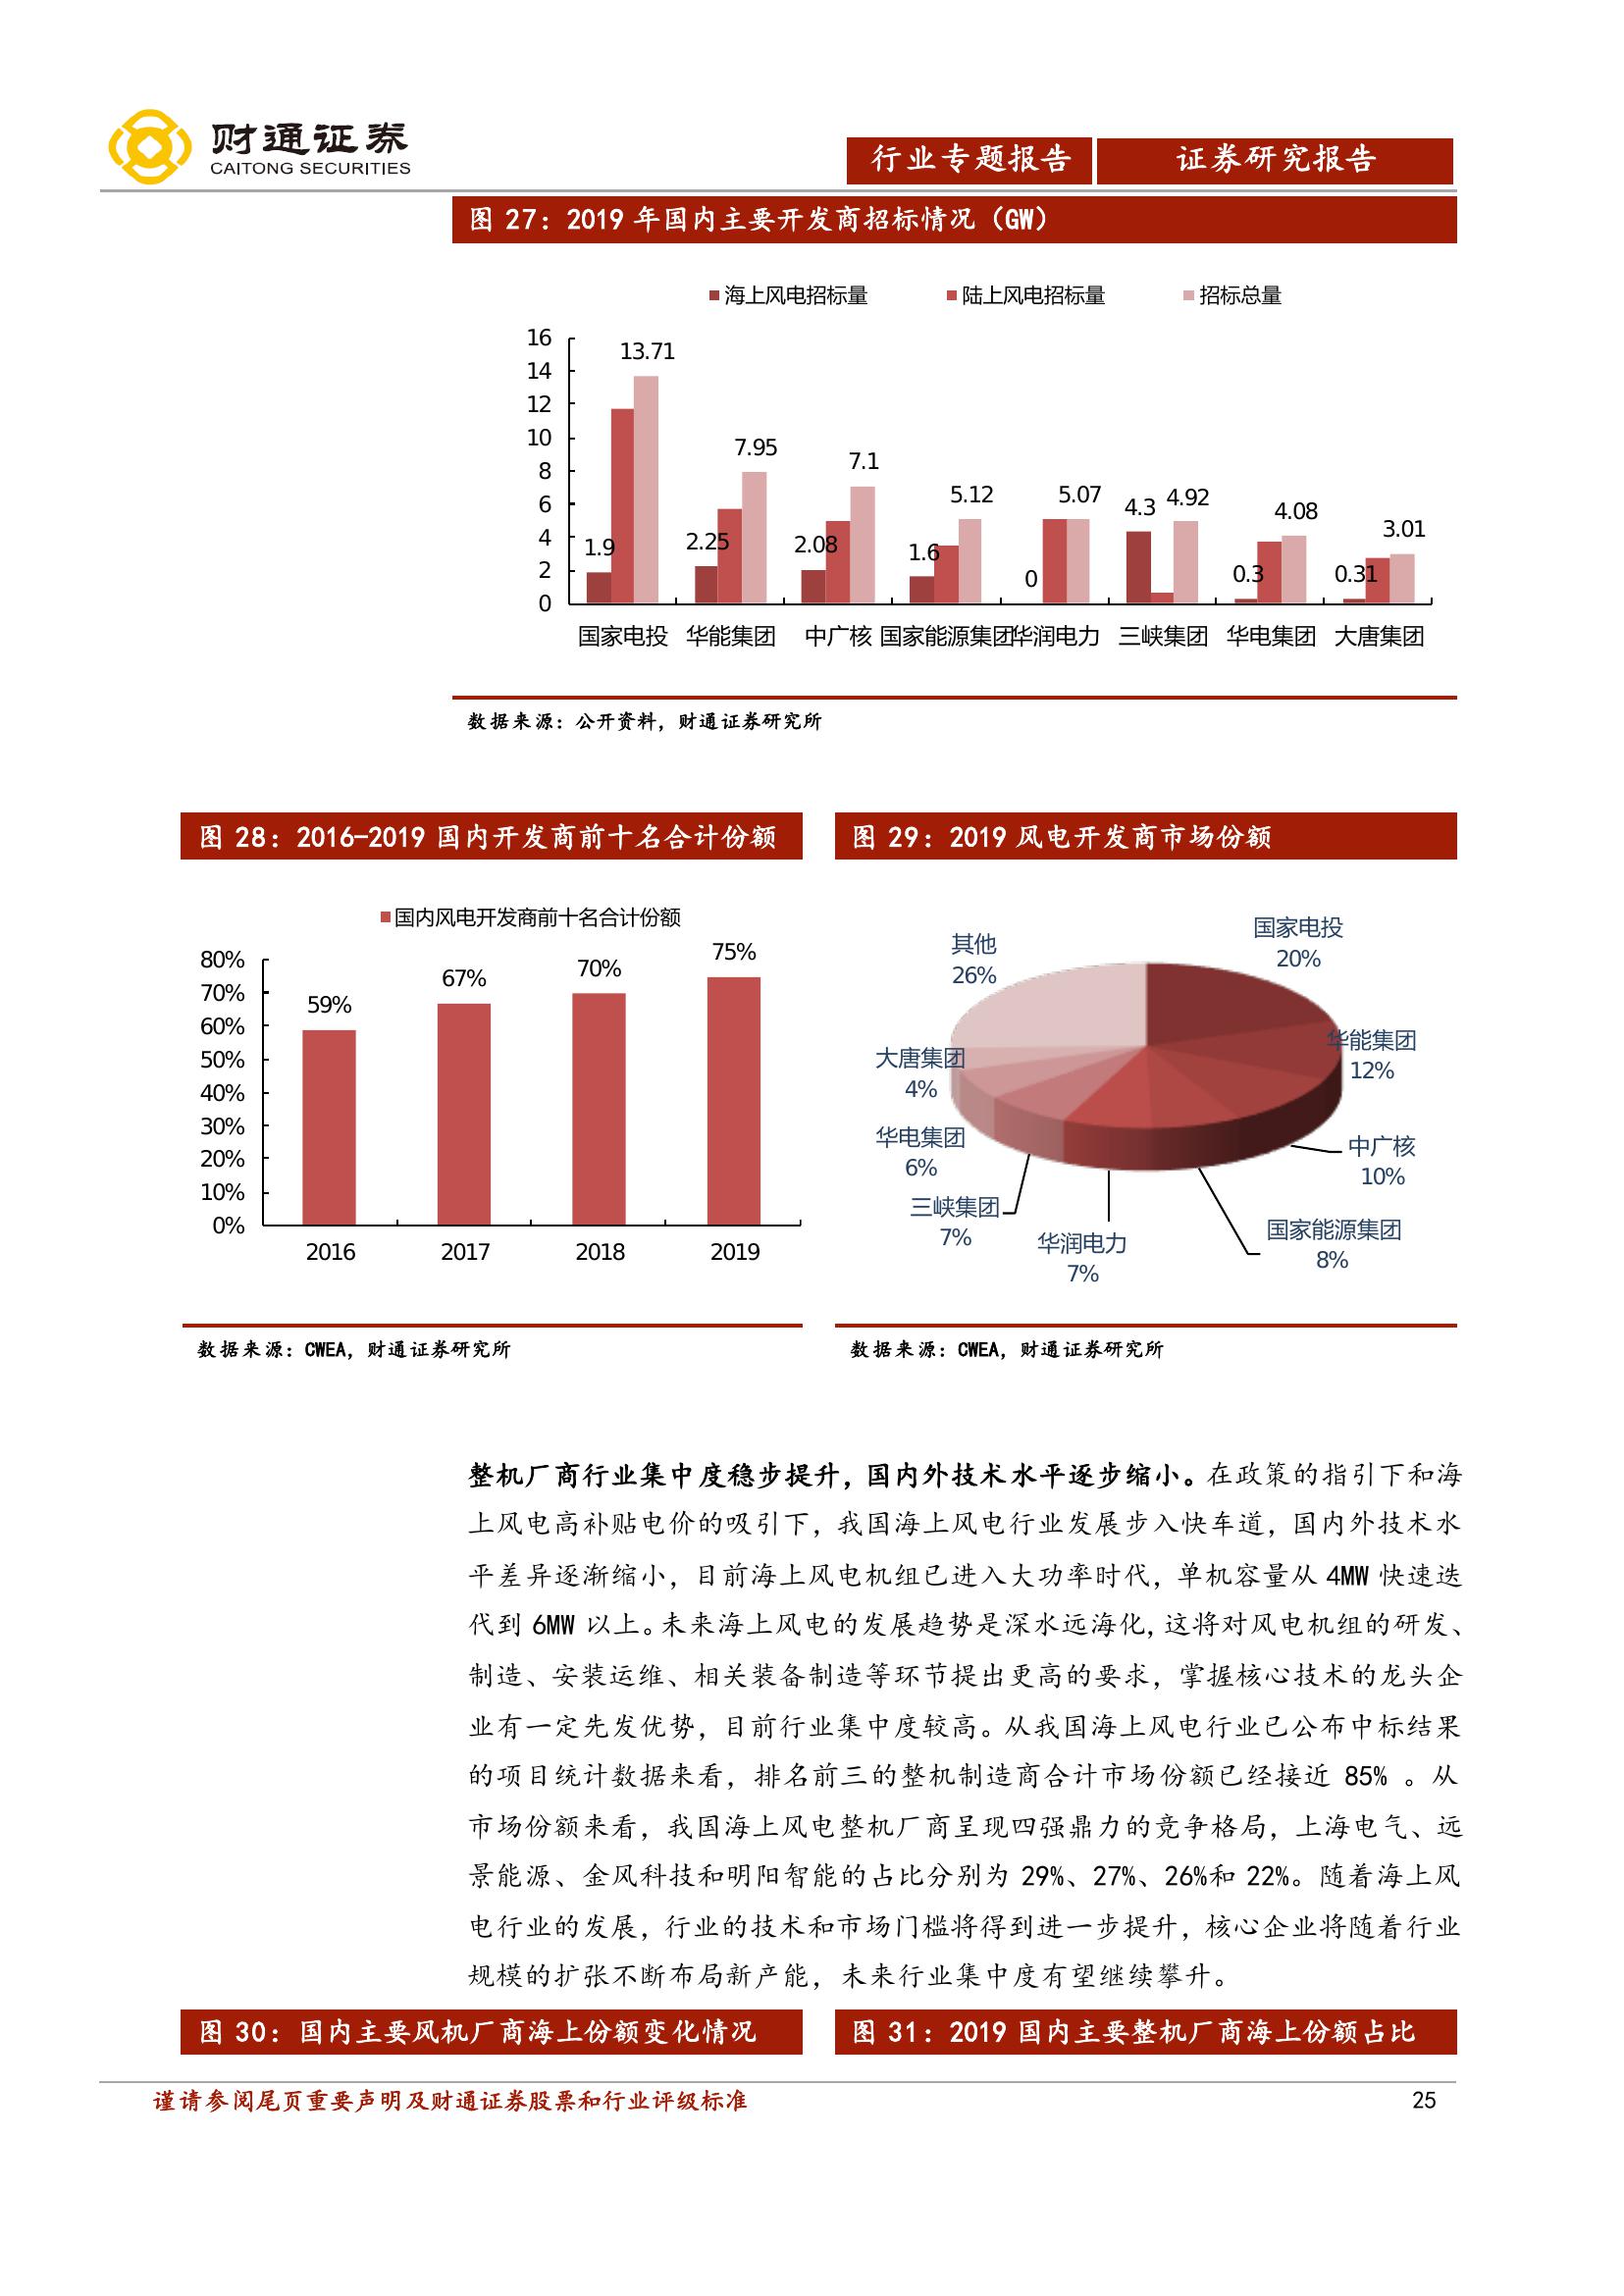 财通证券
CAITONG SECURITIES
行业专题报告 证券研究报告
图 27：2019 年国内主要开发商招标情况（GW）
海上风电招标量 陆上风电招标量 招标总量
16
14
12
10
8
6
4
2
0
1.9 13.71
2.25 7.95
2.08 7.1
1.6 5.12
0 5.07
4.3 4.92
0.3 4.08
0.31 3.01
国家电投 华能集团 中广核 国家能源集团 华润电力 三峡集团 华电集团 大唐集团
数据来源：公开资料，财通证券研究所
图 28：2016-2019 国内开发商前十名合计份额
国内风电开发商前十名合计份额
80%
70%
60%
50%
40%
30%
20%
10%
0%
59% 67% 70% 75%
2016 2017 2018 2019
数据来源：CWEA，财通证券研究所
图 29：2019 风电开发商市场份额
国家电投
20%
华能集团
12%
中广核
10%
国家能源集团
8%
华润电力
7%
三峡集团
7%
华电集团
6%
大唐集团
4%
其他
26%
数据来源：CWEA，财通证券研究所
整机厂商行业集中度稳步提升，国内外技术水平逐步缩小。在政策的指引下和海
上风电高补贴电价的吸引下，我国海上风电行业发展步入快车道，国内外技术水
平差异逐渐缩小，目前海上风电机组已进入大功率时代，单机容量从 4MW 快速迭
代到 6MW 以上。未来海上风电的发展趋势是深水远海化，这将对风电机组的研发、
制造、安装运维、相关装备制造等环节提出更高的要求，掌握核心技术的龙头企
业有一定先发优势，目前行业集中度较高。从我国海上风电行业已公布中标结果
的项目统计数据来看，排名前三的整机制造商合计市场份额已经接近 85% 。从
市场份额来看，我国海上风电整机厂商呈现四强鼎力的竞争格局，上海电气、远
景能源、金风科技和明阳智能的占比分别为 29%、27%、26%和 22%。随着海上风
电行业的发展，行业的技术和市场门槛将得到进一步提升，核心企业将随着行业
规模的扩张不断布局新产能，未来行业集中度有望继续攀升。
图 30：国内主要风机厂商海上份额变化情况
图 31：2019 国内主要整机厂商海上份额占比
谨请参阅尾页重要声明及财通证券股票和行业评级标准 25